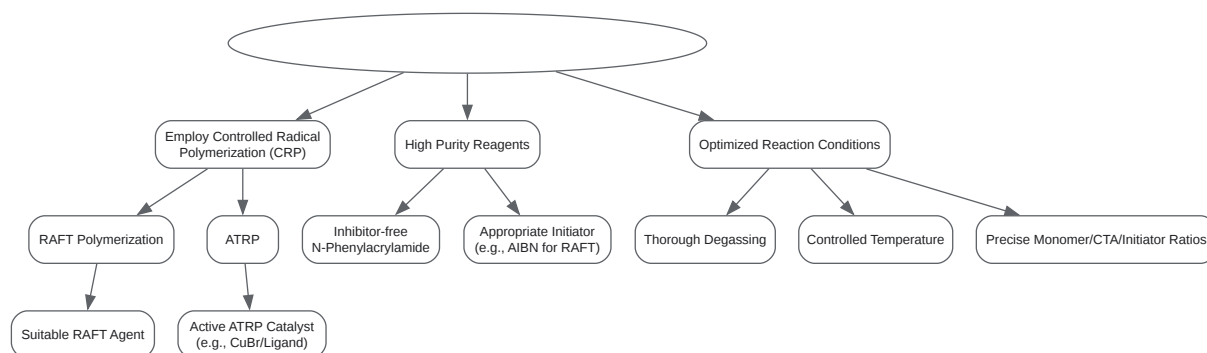 Employ Controlled Radical
Polymerization (CRP)
High Purity Reagents
Optimized Reaction Conditions
RAFT Polymerization
ATRP
Inhibitor-free
N-Phenylacrylamide
Appropriate Initiator
(e.g., AIBN for RAFT)
Thorough Degassing
Controlled Temperature
Precise Monomer/CTA/Initiator Ratios
Suitable RAFT Agent
Active ATRP Catalyst
(e.g., CuBr/Ligand)